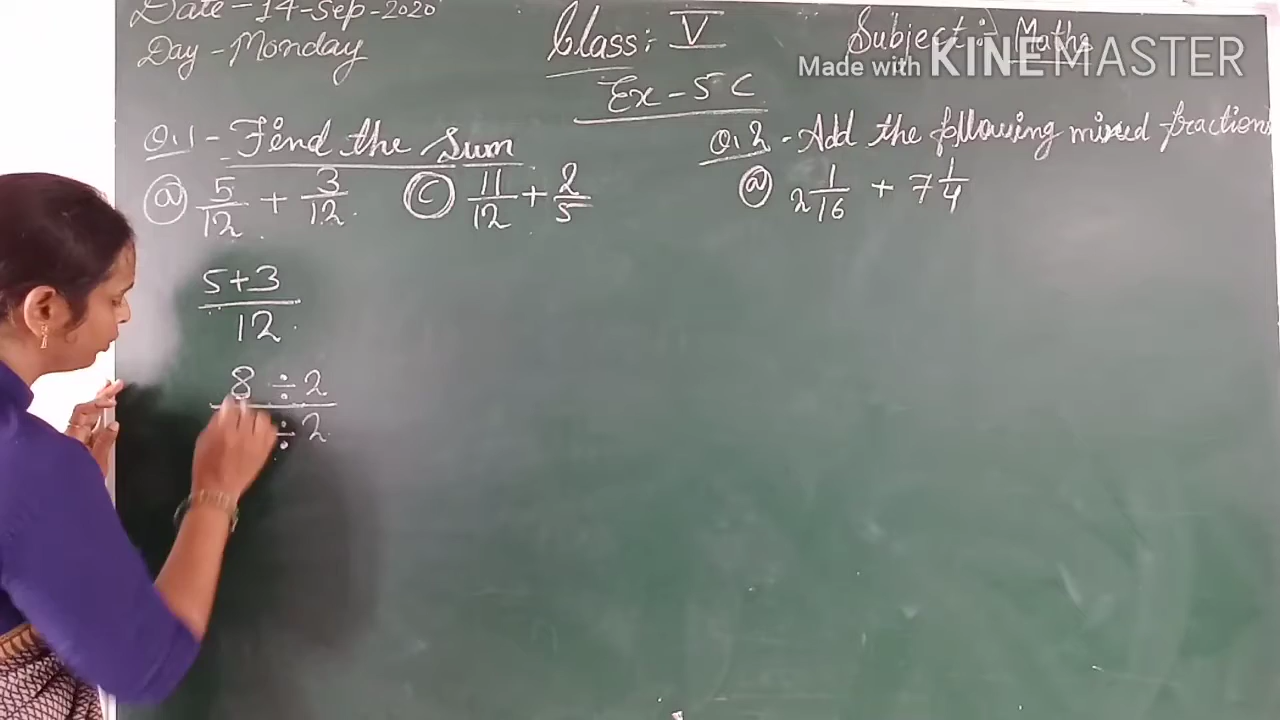 Date - 14-Sep-2020
Day - Monday
Class:- V
Subject:- Maths
Made with KINEMASTER
Ex - 5 C
Q.1 - Find the Sum
(a) 5/12 + 3/12 (C) 11/12 + 2/5
5+3/12
8 ÷ 2
÷ 2
Q.2 - Add the following mixed fractions
(a) 2 1/16 + 7 1/4